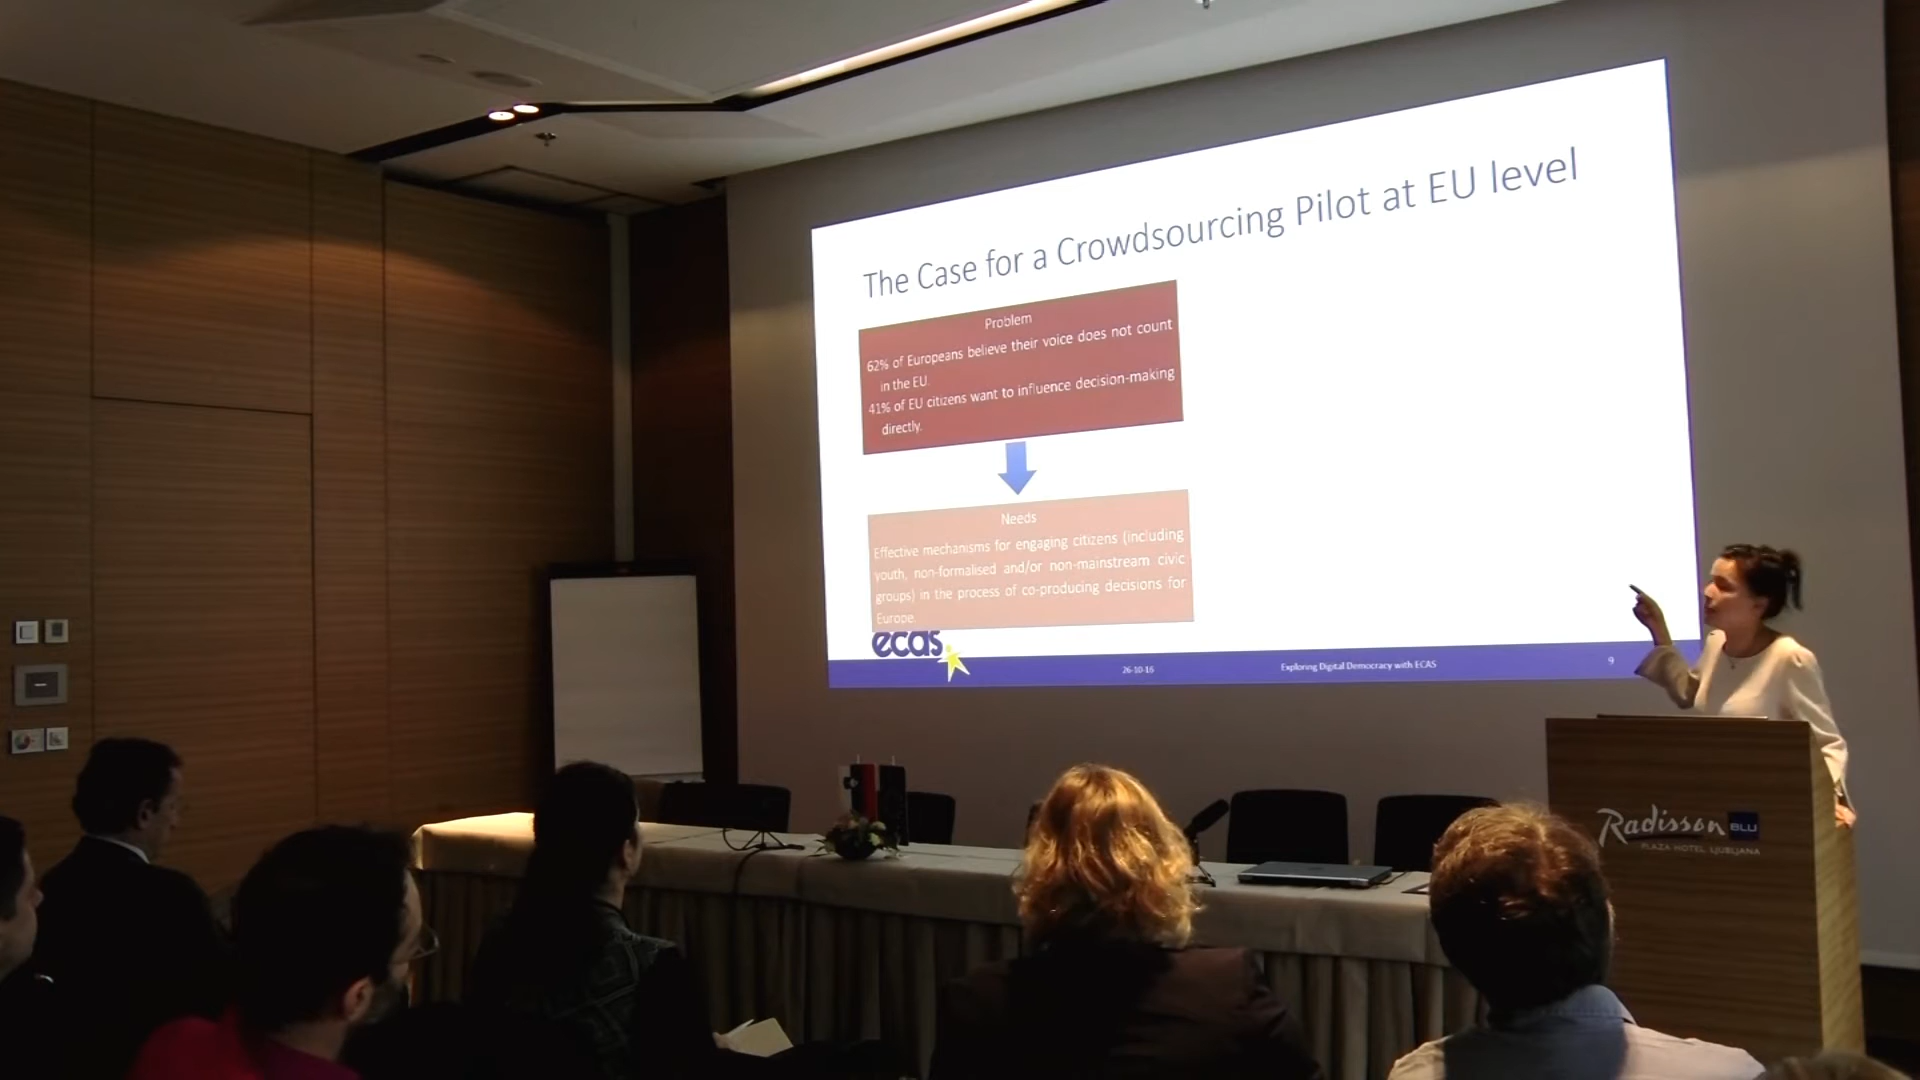 The Case for a Crowdsourcing Pilot at EU level
Problem
62% of Europeans believe their voice does not count
in the EU.
41% of EU citizens want to influence decision-making
directly.
Needs
Effective mechanisms for engaging citizens (including
youth, non-formalised and/or non-mainstream civic
groups) in the process of co-producing decisions for
Europe.
ecas
26-10-16
Exploring Digital Democracy with ECAS
9
Radisson BLU
PLAZA HOTEL LJUBLJANA